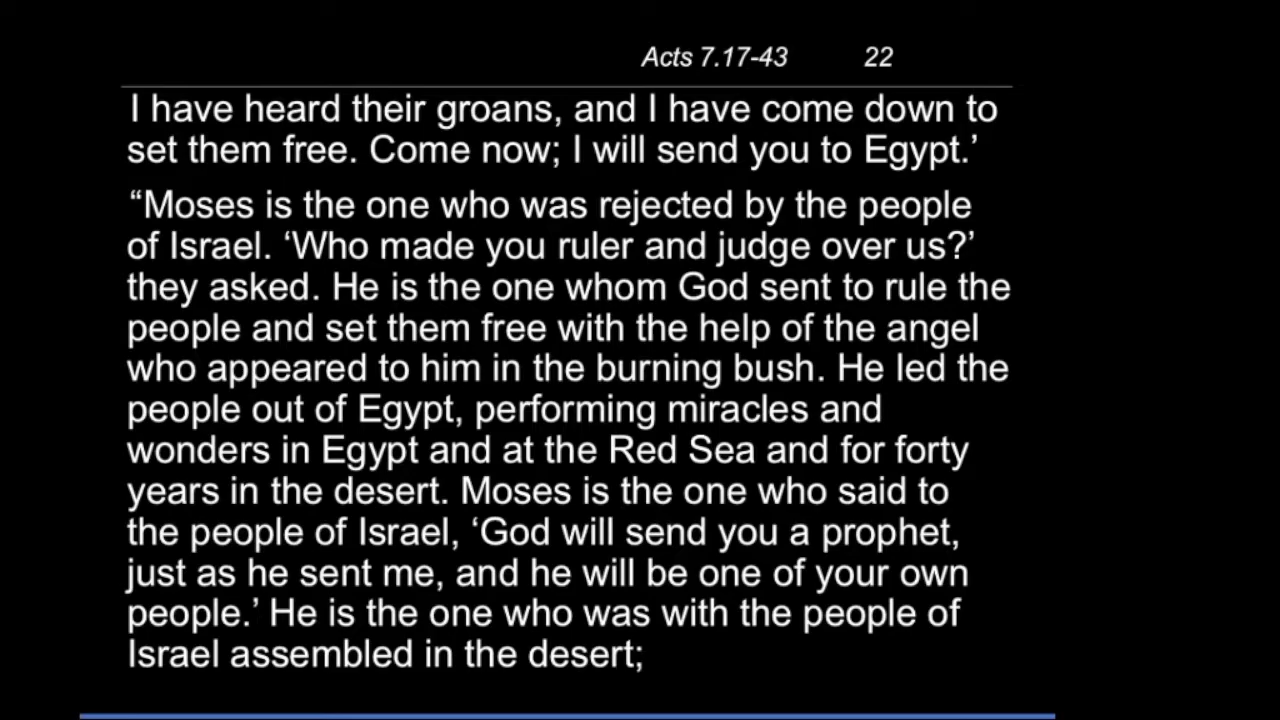 Acts 7.17-43 22
I have heard their groans, and I have come down to
set them free. Come now; I will send you to Egypt.’
“Moses is the one who was rejected by the people
of Israel. ‘Who made you ruler and judge over us?’
they asked. He is the one whom God sent to rule the
people and set them free with the help of the angel
who appeared to him in the burning bush. He led the
people out of Egypt, performing miracles and
wonders in Egypt and at the Red Sea and for forty
years in the desert. Moses is the one who said to
the people of Israel, ‘God will send you a prophet,
just as he sent me, and he will be one of your own
people.’ He is the one who was with the people of
Israel assembled in the desert;